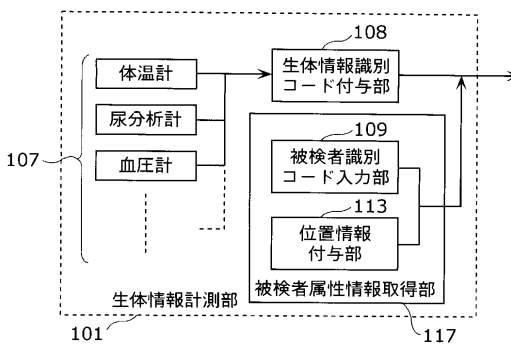 108
体温計
生体情報識別
コード付与部
尿分析計
109
107
血圧計
被検者識別
コード入力部
113
位置情報
付与部
生体情報計測部
被検者属性情報取得部
101
117